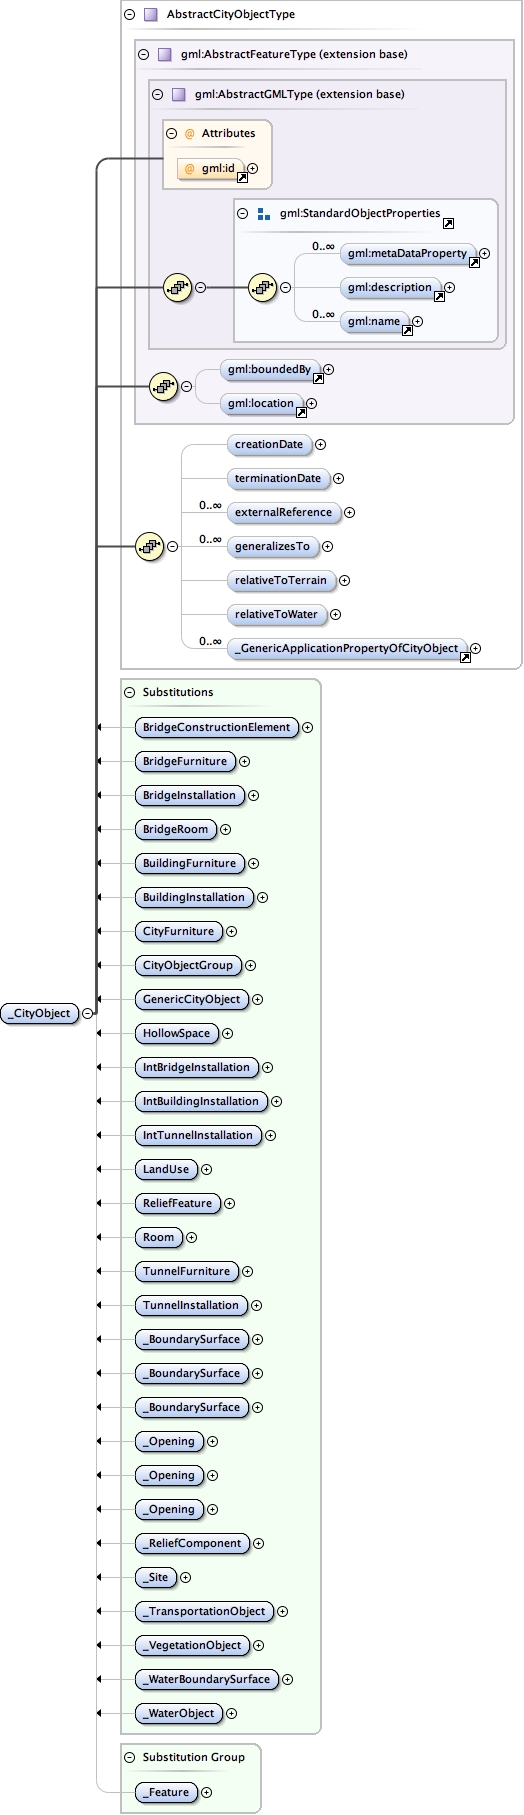 AbstractCityObjectType
gml:AbstractFeatureType (extension base)
gml:AbstractGMLType (extension base)
@ Attributes
@ gml:id
gml:StandardObjectProperties
0..∞
gml:metaDataProperty
gml:description
0..∞
gml:name
gml:boundedBy
gml:location
creationDate
terminationDate
0..∞
externalReference
0..∞
generalizesTo
relativeToTerrain
relativeToWater
0..∞
_GenericApplicationPropertyOfCityObject
Substitutions
BridgeConstructionElement
BridgeFurniture
BridgeInstallation
BridgeRoom
BuildingFurniture
BuildingInstallation
CityFurniture
CityObjectGroup
GenericCityObject
_CityObject
HollowSpace
IntBridgeInstallation
IntBuildingInstallation
IntTunnelInstallation
LandUse
ReliefFeature
Room
TunnelFurniture
TunnelInstallation
_BoundarySurface
_BoundarySurface
_BoundarySurface
_Opening
_Opening
_Opening
_ReliefComponent
_Site
_TransportationObject
_VegetationObject
_WaterBoundarySurface
_WaterObject
Substitution Group
_Feature